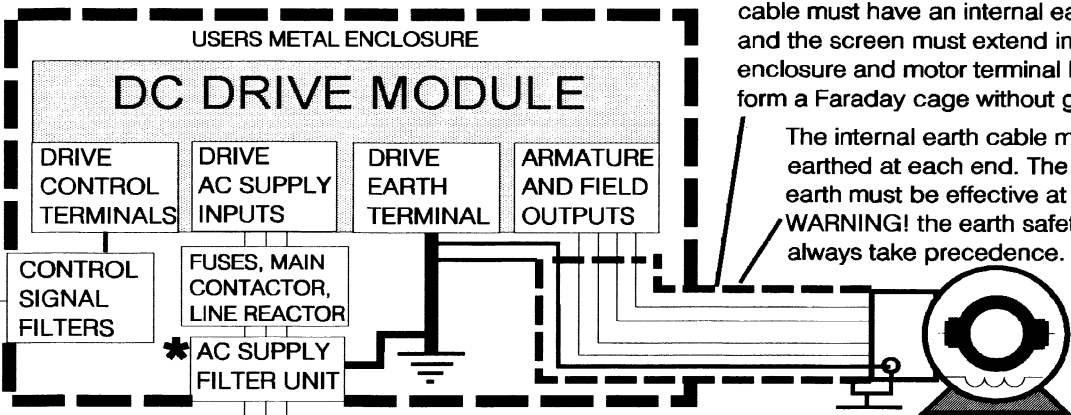 cable must have an internal
and the screen must extend
enclosure and motor terminal
form a Faraday cage without
The internal earth cable
earthed at each end. The
earth must be effective at
WARNING! the earth
always take precedence.
USERS METAL ENCLOSURE
DC DRIVE MODULE
DRIVE
CONTROL
TERMINALS
DRIVE
AC SUPPLY
INPUTS
DRIVE
EARTH
TERMINAL
ARMATURE
AND FIELD
OUTPUTS
CONTROL
SIGNAL
FILTERS
FUSES, MAIN
CONTACTOR,
LINE REACTOR
* AC SUPPLY
FILTER UNIT